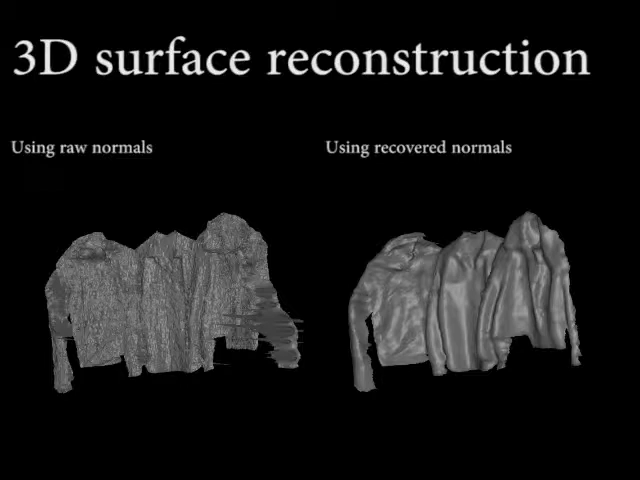 3D surface reconstruction
Using raw normals
Using recovered normals